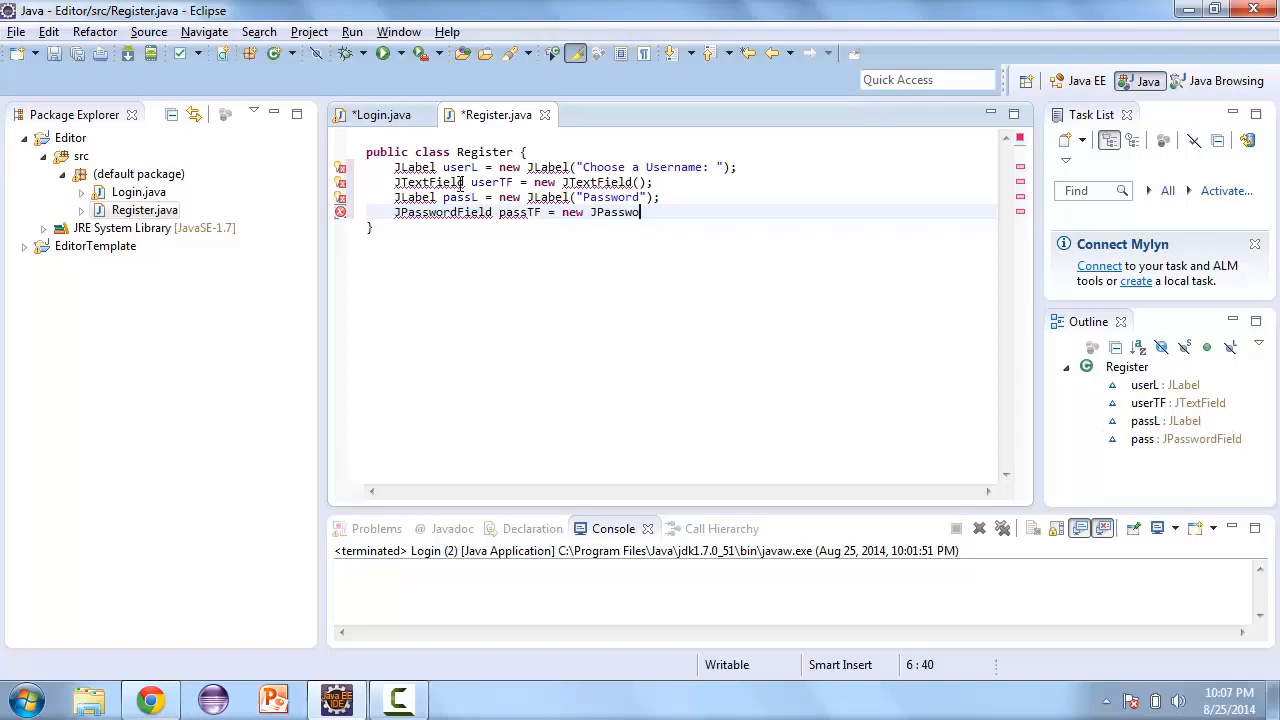 Java - Editor/src/Register.java - Eclipse
File Edit Refactor Source Navigate Search Project Run Window Help
Quick Access
Java EE Java Java Browsing
Package Explorer
*Login.java *Register.java
Task List
Editor
src
(default package)
Login.java
Register.java
JRE System Library [JavaSE-1.7]
EditorTemplate
public class Register {
JLabel userL = new JLabel("Choose a Username: ");
JTextField userTF = new JTextField();
JLabel passL = new JLabel("Password");
JPasswordField passTF = new JPasswo
}
Find All Activate...
Connect Mylyn
Connect to your task and ALM
tools or create a local task.
Outline
Register
userL : JLabel
userTF : JTextField
passL : JLabel
pass : JPasswordField
Problems @ Javadoc Declaration Console Call Hierarchy
<terminated> Login (2) [Java Application] C:\Program Files\Java\jdk1.7.0_51\bin\javaw.exe (Aug 25, 2014, 10:01:51 PM)
Writable Smart Insert 6 : 40
Java EE
IDE
10:07 PM
8/25/2014